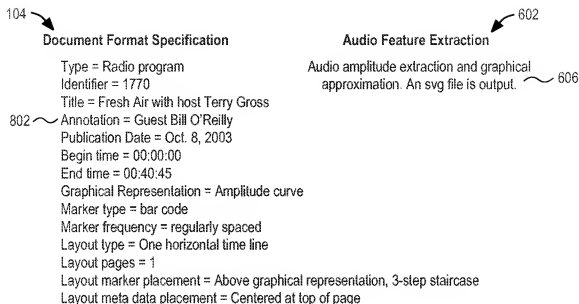 104
602
Document Format Specification
Audio Feature Extraction
Type = Radio program
Identifier = 1770
Title = Fresh Air with host Terry Gross
802
Annotation = Guest Bill O'Reilly
Publication Date = Oct. 8, 2003
Begin time = 00:00:00
End time = 00:40:45
Graphical Representation = Amplitude curve
Marker type = bar code
Marker frequency = regularly spaced
Layout type = One horizontal time line
Layout pages = 1
Layout marker placement = Above graphical representation, 3-step staircase
Layout meta data placement = Centered at top of page
Audio amplitude extraction and graphical
approximation. An svg file is output.
606